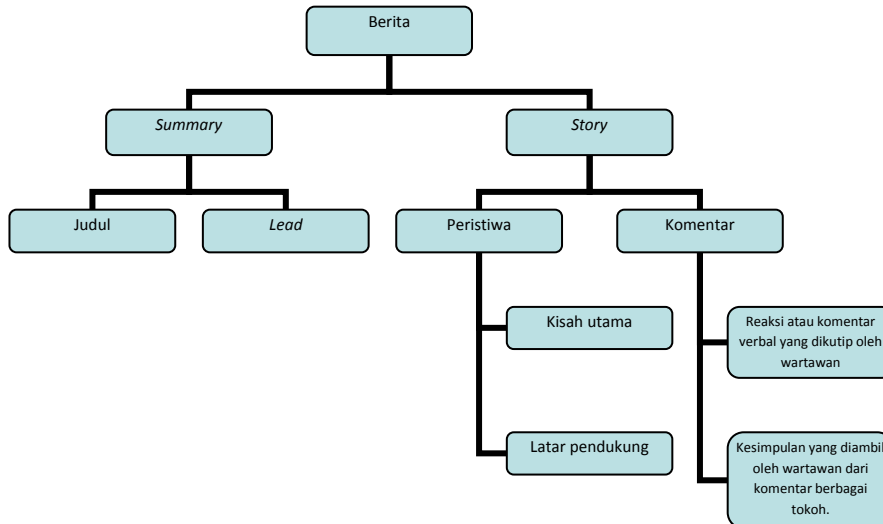 Berita
Summary
Story
Judul
Lead
Peristiwa
Komentar
Kisah utama
Reaksi atau komentar
verbal yang dikutip oleh
wartawan
Latar pendukung
Kesimpulan yang diambil
oleh wartawan dari
komentar berbagai
tokoh.